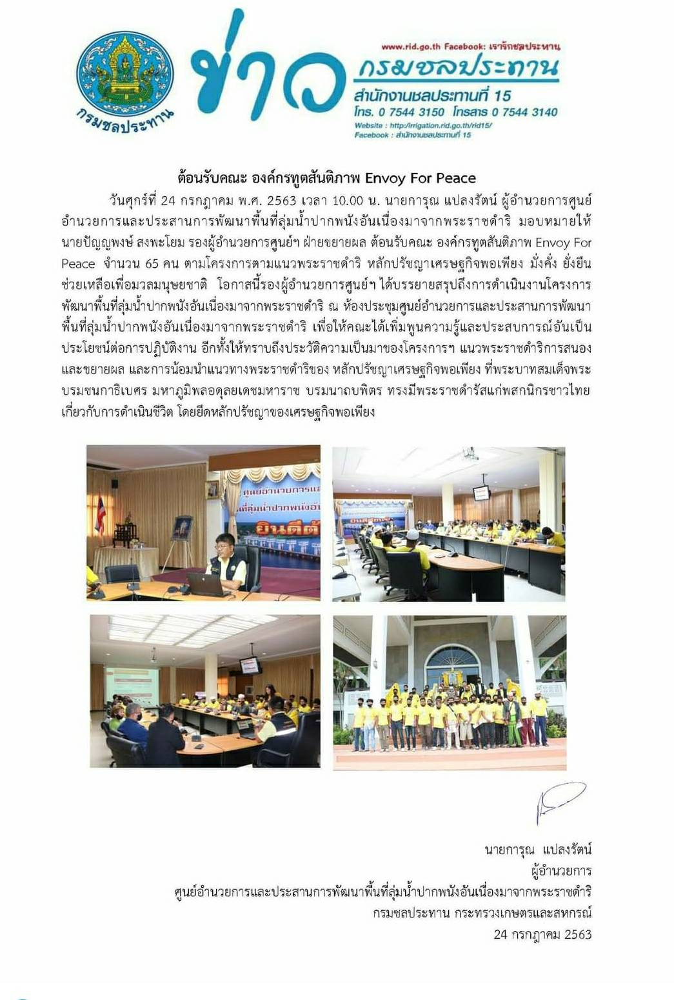 ข่าว
www.rid.go.th Facebook: เรารักชลประทาน
กรมชลประทาน
สำนักงานชลประทานที่ 15
โทร. 0 7544 3150 โทรสาร 0 7544 3140
Website : http:/irrigation.rid.go.th/rid15/
Facebook : สำนักงานชลประทานที่ 15
กรมชลประทาน
ต้อนรับคณะ องค์กรทูตสันติภาพ Envoy For Peace
วันศุกร์ที่ 24 กรกฎาคม พ.ศ. 2563 เวลา 10.00 น. นายการุณ แปลงรัตน์ ผู้อำนวยการศูนย์
อำนวยการและประสานการพัฒนาพื้นที่ลุ่มน้ำปากพนังอันเนื่องมาจากพระราชดำริ มอบหมายให้
นายปัญญพงษ์ สงพะโยม รองผู้อำนวยการศูนย์ฯ ฝ่ายขยายผล ต้อนรับคณะ องค์กรทูตสันติภาพ Envoy For
Peace จำนวน 65 คน ตามโครงการตามแนวพระราชดำริ หลักปรัชญาเศรษฐกิจพอเพียง มั่งคั่ง ยั่งยืน
ช่วยเหลือเพื่อมวลมนุษยชาติ โอกาสนี้รองผู้อำนวยการศูนย์ฯ ได้บรรยายสรุปถึงการดำเนินงานโครงการ
พัฒนาพื้นที่ลุ่มน้ำปากพนังอันเนื่องมาจากพระราชดำริ ณ ห้องประชุมศูนย์อำนวยการและประสานการพัฒนา
พื้นที่ลุ่มน้ำปากพนังอันเนื่องมาจากพระราชดำริ เพื่อให้คณะได้เพิ่มพูนความรู้และประสบการณ์อันเป็น
ประโยชน์ต่อการปฏิบัติงาน อีกทั้งให้ทราบถึงประวัติความเป็นมาของโครงการฯ แนวพระราชดำริการสนอง
และขยายผล และการน้อมนำแนวทางพระราชดำริของ หลักปรัชญาเศรษฐกิจพอเพียง ที่พระบาทสมเด็จพระ
บรมชนกาธิเบศร มหาภูมิพลอดุลยเดชมหาราช บรมนาถบพิตร ทรงมีพระราชดำรัสแก่พสกนิกรชาวไทย
เกี่ยวกับการดำเนินชีวิต โดยยึดหลักปรัชญาของเศรษฐกิจพอเพียง
ศูนย์อำนวยการแล
ที่ลุ่มน้ำปากพนังอัน
ยินดีต้
นายการุณ แปลงรัตน์
ผู้อำนวยการ
ศูนย์อำนวยการและประสานการพัฒนาพื้นที่ลุ่มน้ำปากพนังอันเนื่องมาจากพระราชดำริ
กรมชลประทาน กระทรวงเกษตรและสหกรณ์
24 กรกฎาคม 2563